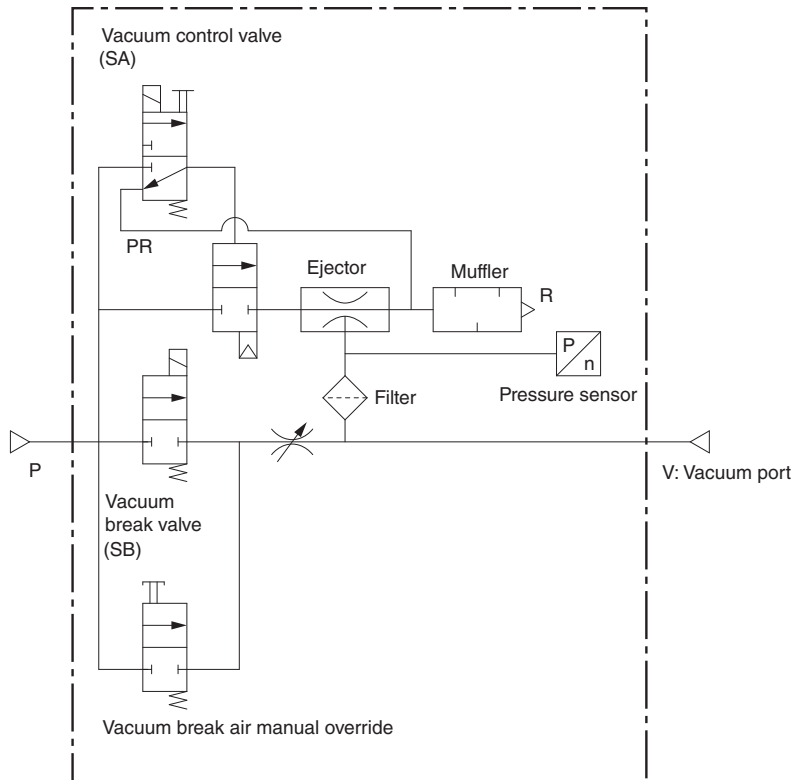 Vacuum control valve
(SA)
PR
Ejector
Muffler
R
P
n
Pressure sensor
Filter
P
V: Vacuum port
Vacuum
break valve
(SB)
Vacuum break air manual override